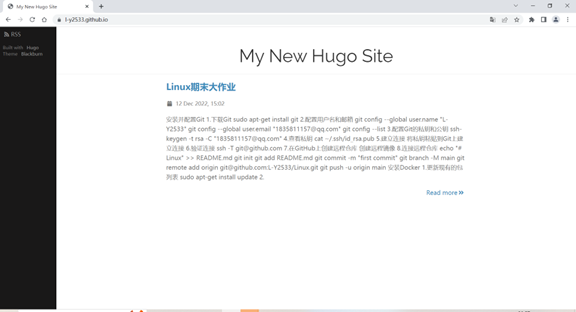 My New Hugo Site
l-y2533.github.io
RSS
Built with Hugo
Theme Blackburn
My New Hugo Site
Linux期末大作业
12 Dec 2022, 15:02
安装并配置Git 1.下载Git sudo apt-get install git 2.配置用户名和邮箱 git config --global user.name "L-
Y2533" git config --global user.email "1835811157@qq.com" git config --list 3.配置Git的私钥和公钥 ssh-
keygen -t rsa -C "1835811157@qq.com" 4.查看私钥 cat ~/.ssh/id_rsa.pub 5.建立连接 将私钥粘贴到Git上建
立连接 6.验证连接 ssh -T git@github.com 7.在GitHub上创建远程仓库 创建远程镜像 8.连接远程仓库 echo "#
Linux" >> README.md git init git add README.md git commit -m "first commit" git branch -M main git
remote add origin git@github.com:L-Y2533/Linux.git git push -u origin main 安装Docker 1.更新现有的包
列表 sudo apt-get install update 2.
Read more